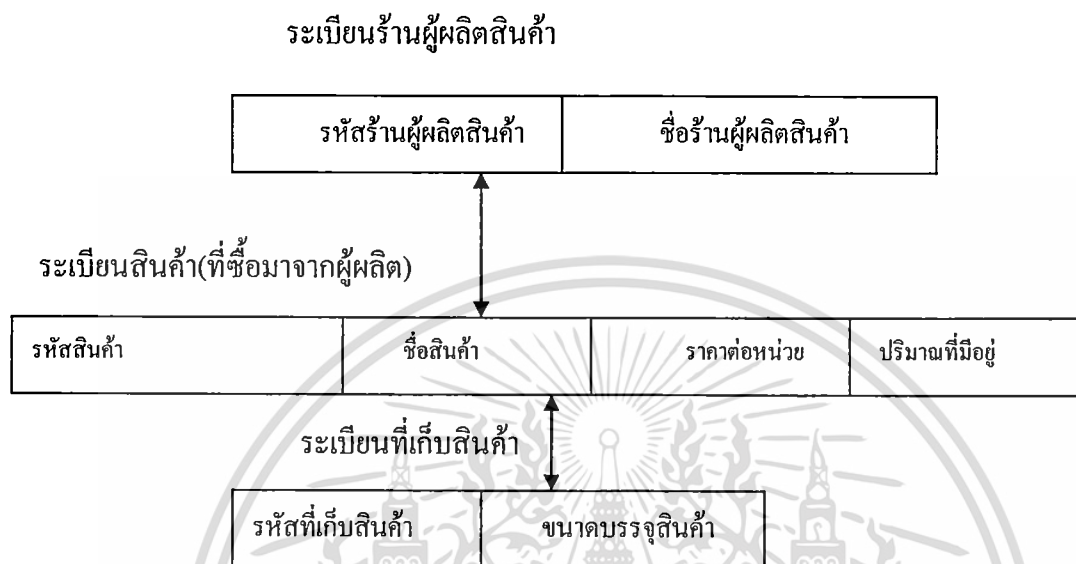 ระเบียนร้านผู้ผลิตสินค้า
รหัสร้านผู้ผลิตสินค้า ชื่อร้านผู้ผลิตสินค้า
ระเบียนสินค้า(ที่ซื้อมาจากผู้ผลิต)
รหัสสินค้า ชื่อสินค้า ราคาต่อหน่วย ปริมาณที่มีอยู่
ระเบียนที่เก็บสินค้า
รหัสที่เก็บสินค้า ขนาดบรรจุสินค้า